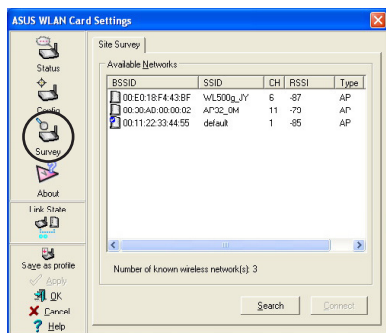 ASUS WLAN Card Settings
Status
Config
Survey
About
Link State
Save as profile
Apply
OK
Cancel
Help
Site Survey
Available Networks
BSSID SSID CH RSSI Type
00:E0:18:F4:43:BF WL500g_JY 6 -87 AP
00:30:AD:00:00:02 AP32_0M 11 -79 AP
00:11:22:33:44:55 default 1 -85 AP
Number of known wireless network(s): 3
Search
Connect